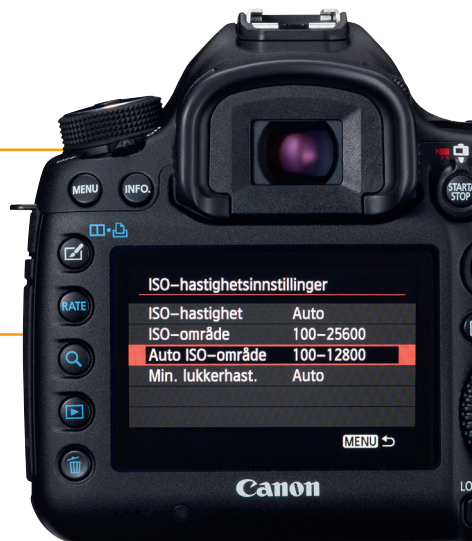 MENU
INFO.
START/
STOP
RATE
ISO-hastighetsinnstillinger
ISO-hastighet Auto
ISO-område 100-25600
Auto ISO-område 100-12800
Min. lukkerhast. Auto
MENU
Canon
LO